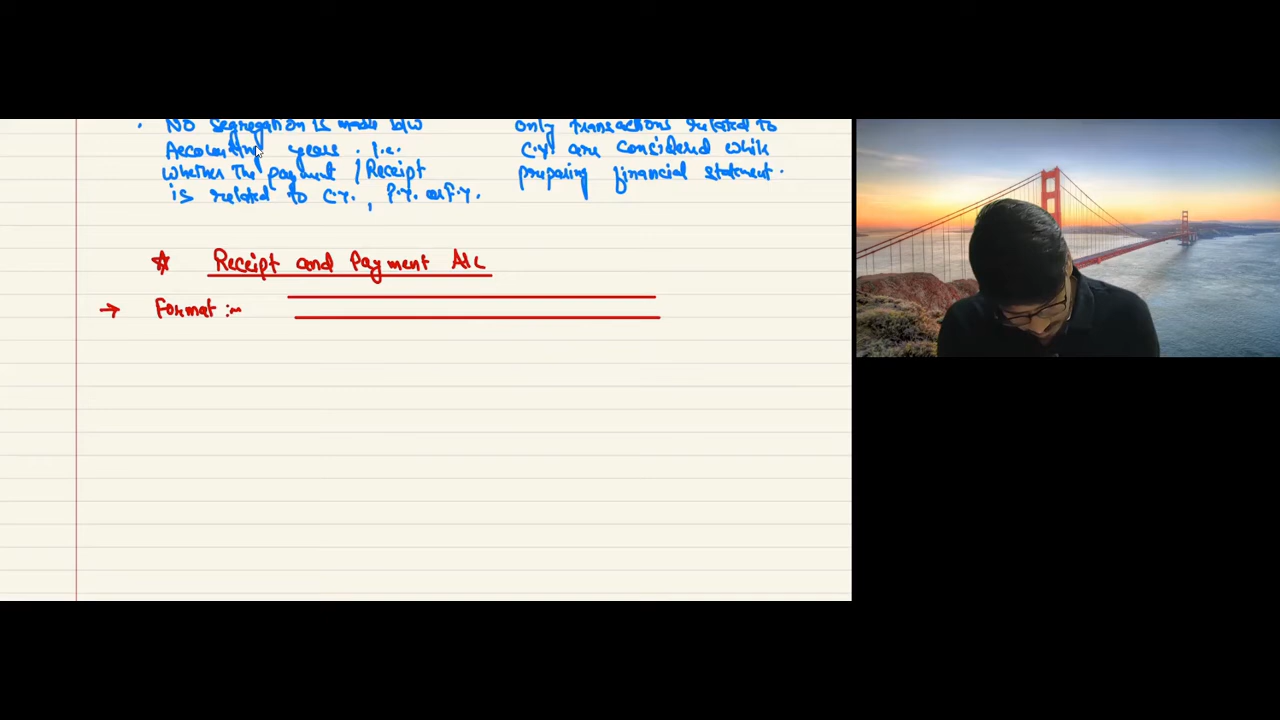 · No segregation is made b/w
Accounting years. I.e.
whether the payment / Receipt
is related to C.Y., P.Y. or F.Y.
only transactions related to
C.Y. are considered while
preparing financial statement.
☆ Receipt and Payment A/c
→ Format :~